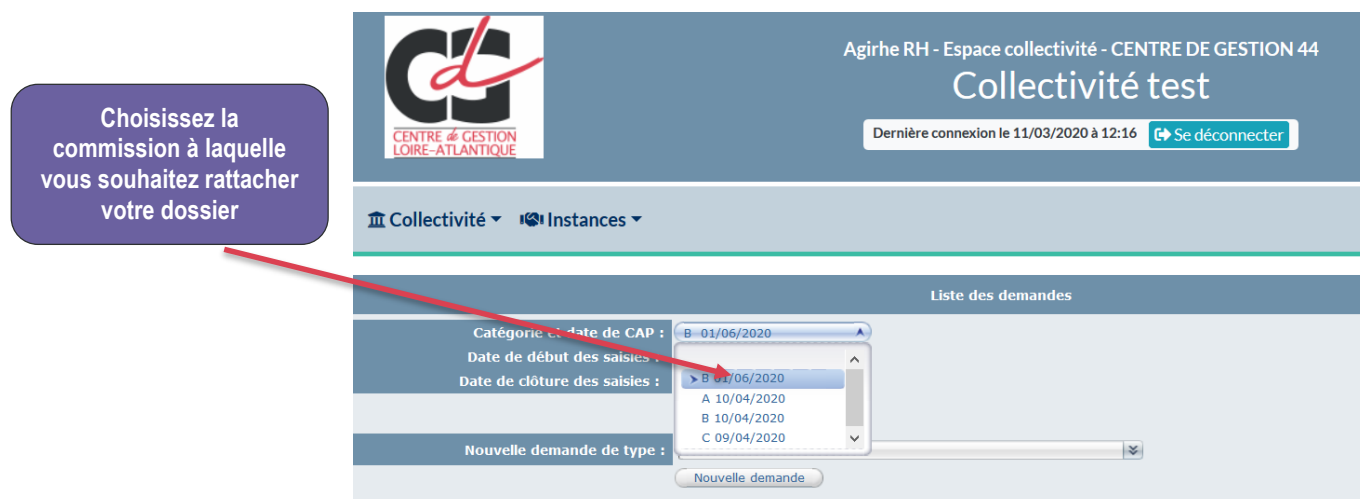 Choisissez la
commission à laquelle
vous souhaitez rattacher
votre dossier
CENTRE de GESTION
LOIRE-ATLANTIQUE
Agirhe RH - Espace collectivité - CENTRE DE GESTION 44
Collectivité test
Dernière connexion le 11/03/2020 à 12:16 Se déconnecter
Collectivité Instances
Liste des demandes
Catégorie et date de CAP : B 01/06/2020
Date de début des saisies :
Date de clôture des saisies :
B 01/06/2020
A 10/04/2020
B 10/04/2020
C 09/04/2020
Nouvelle demande de type :
Nouvelle demande